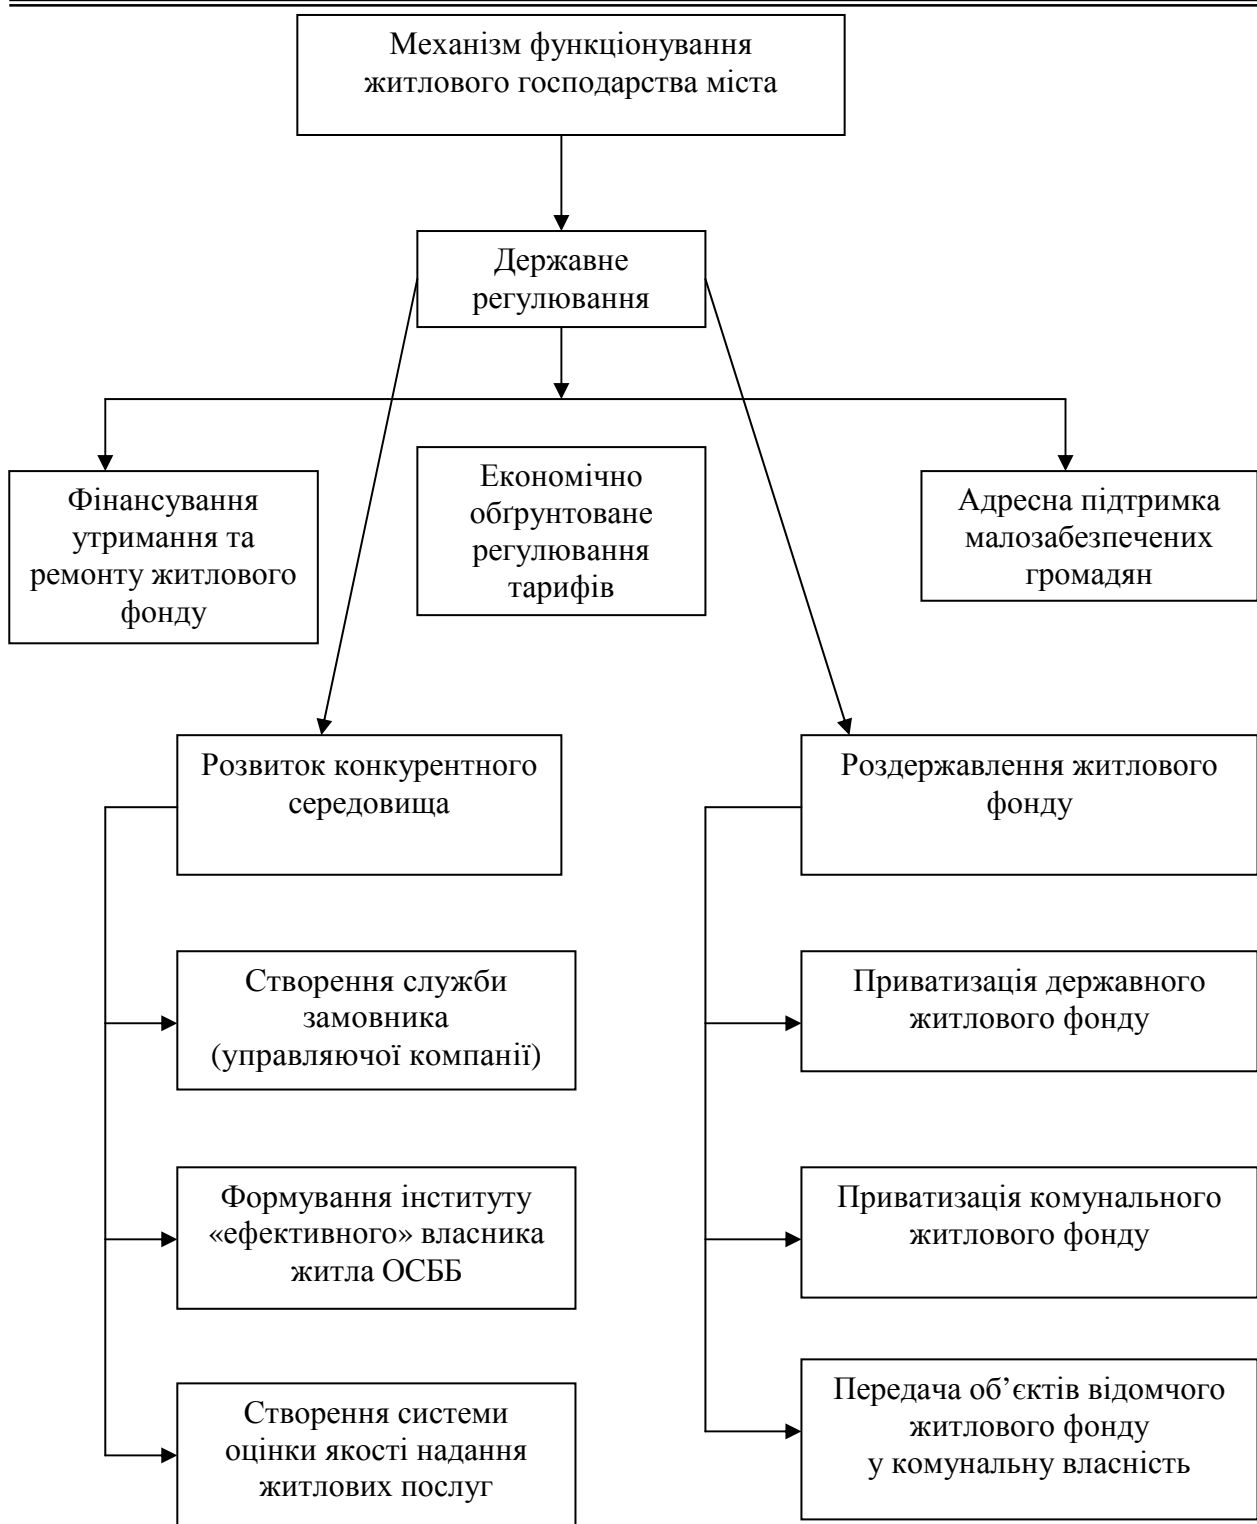 Механізм функціонування
житлового господарства міста
Державне
регулювання
Фінансування
утримання та
ремонту житлового
фонду
Економічно
обґрунтоване
регулювання
тарифів
Адресна підтримка
малозабезпечених
громадян
Розвиток конкурентного
середовища
Роздержавлення житлового
фонду
Створення служби
замовника
(управляючої компанії)
Приватизація державного
житлового фонду
Формування інституту
«ефективного» власника
житла ОСББ
Приватизація комунального
житлового фонду
Створення системи
оцінки якості надання
житлових послуг
Передача об’єктів відомчого
житлового фонду
у комунальну власність